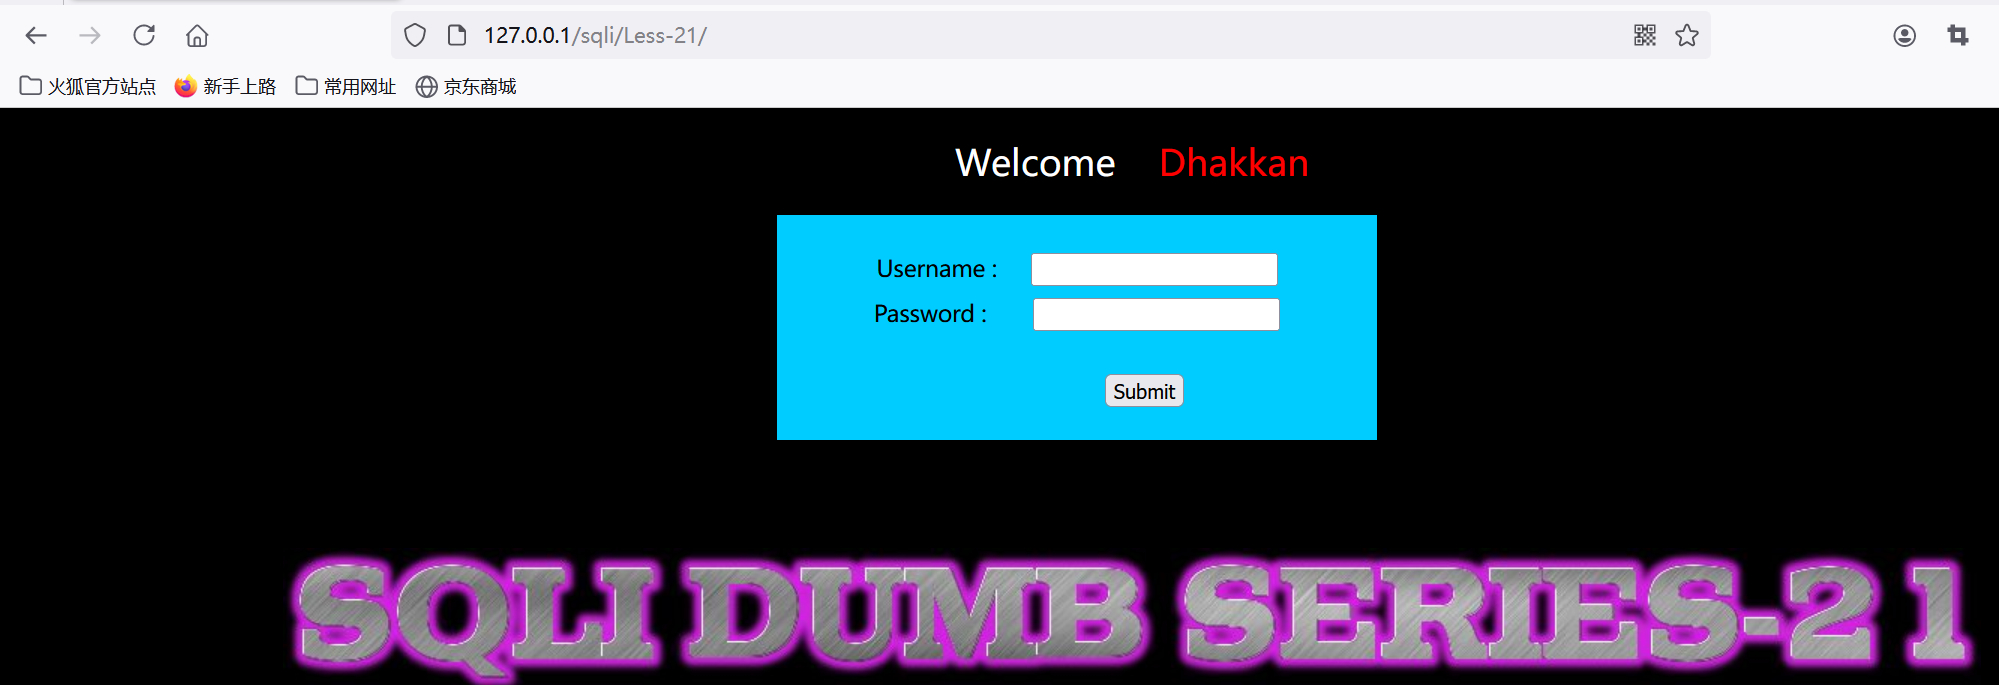 127.0.0.1/sqli/Less-21/
火狐官方站点 新手上路 常用网址 京东商城
Welcome Dhakkan
Username :
Password :
Submit
SQLI DUMB SERIES-21